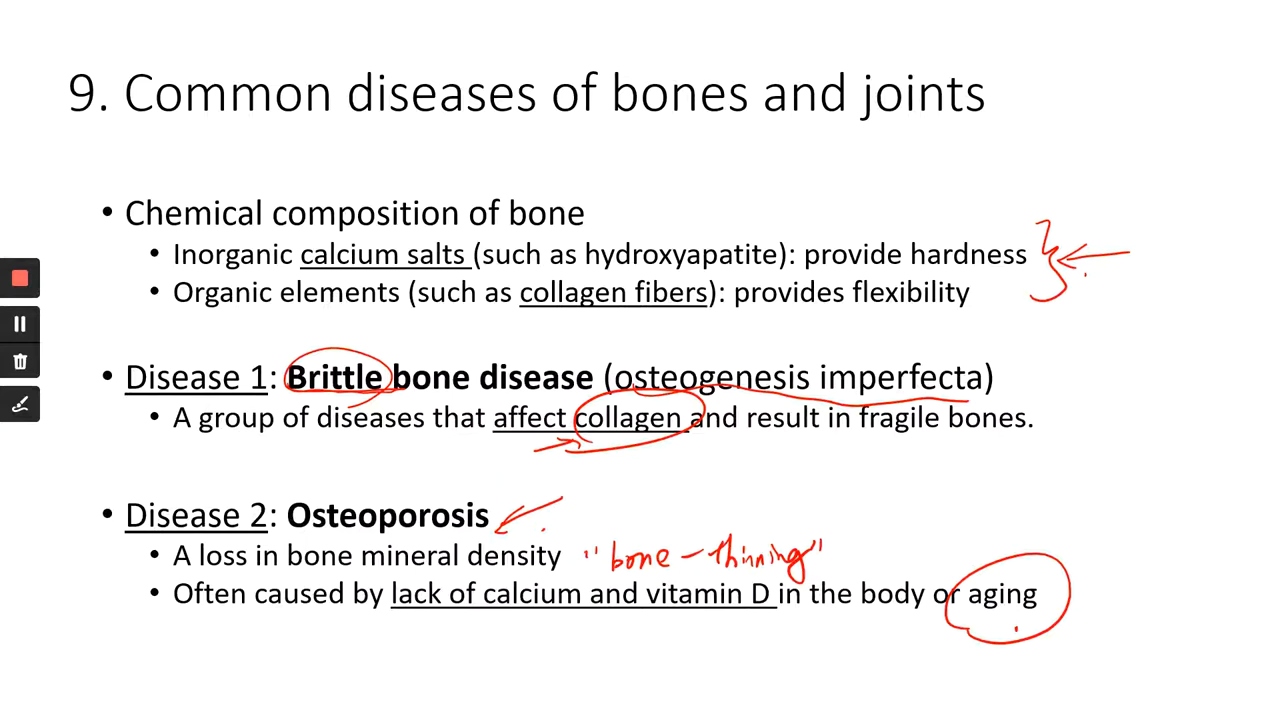 9. Common diseases of bones and joints
• Chemical composition of bone
• Inorganic calcium salts (such as hydroxyapatite): provide hardness
• Organic elements (such as collagen fibers): provides flexibility
• Disease 1: Brittle bone disease (osteogenesis imperfecta)
• A group of diseases that affect collagen and result in fragile bones.
• Disease 2: Osteoporosis
• A loss in bone mineral density "bone-thinning"
• Often caused by lack of calcium and vitamin D in the body or aging